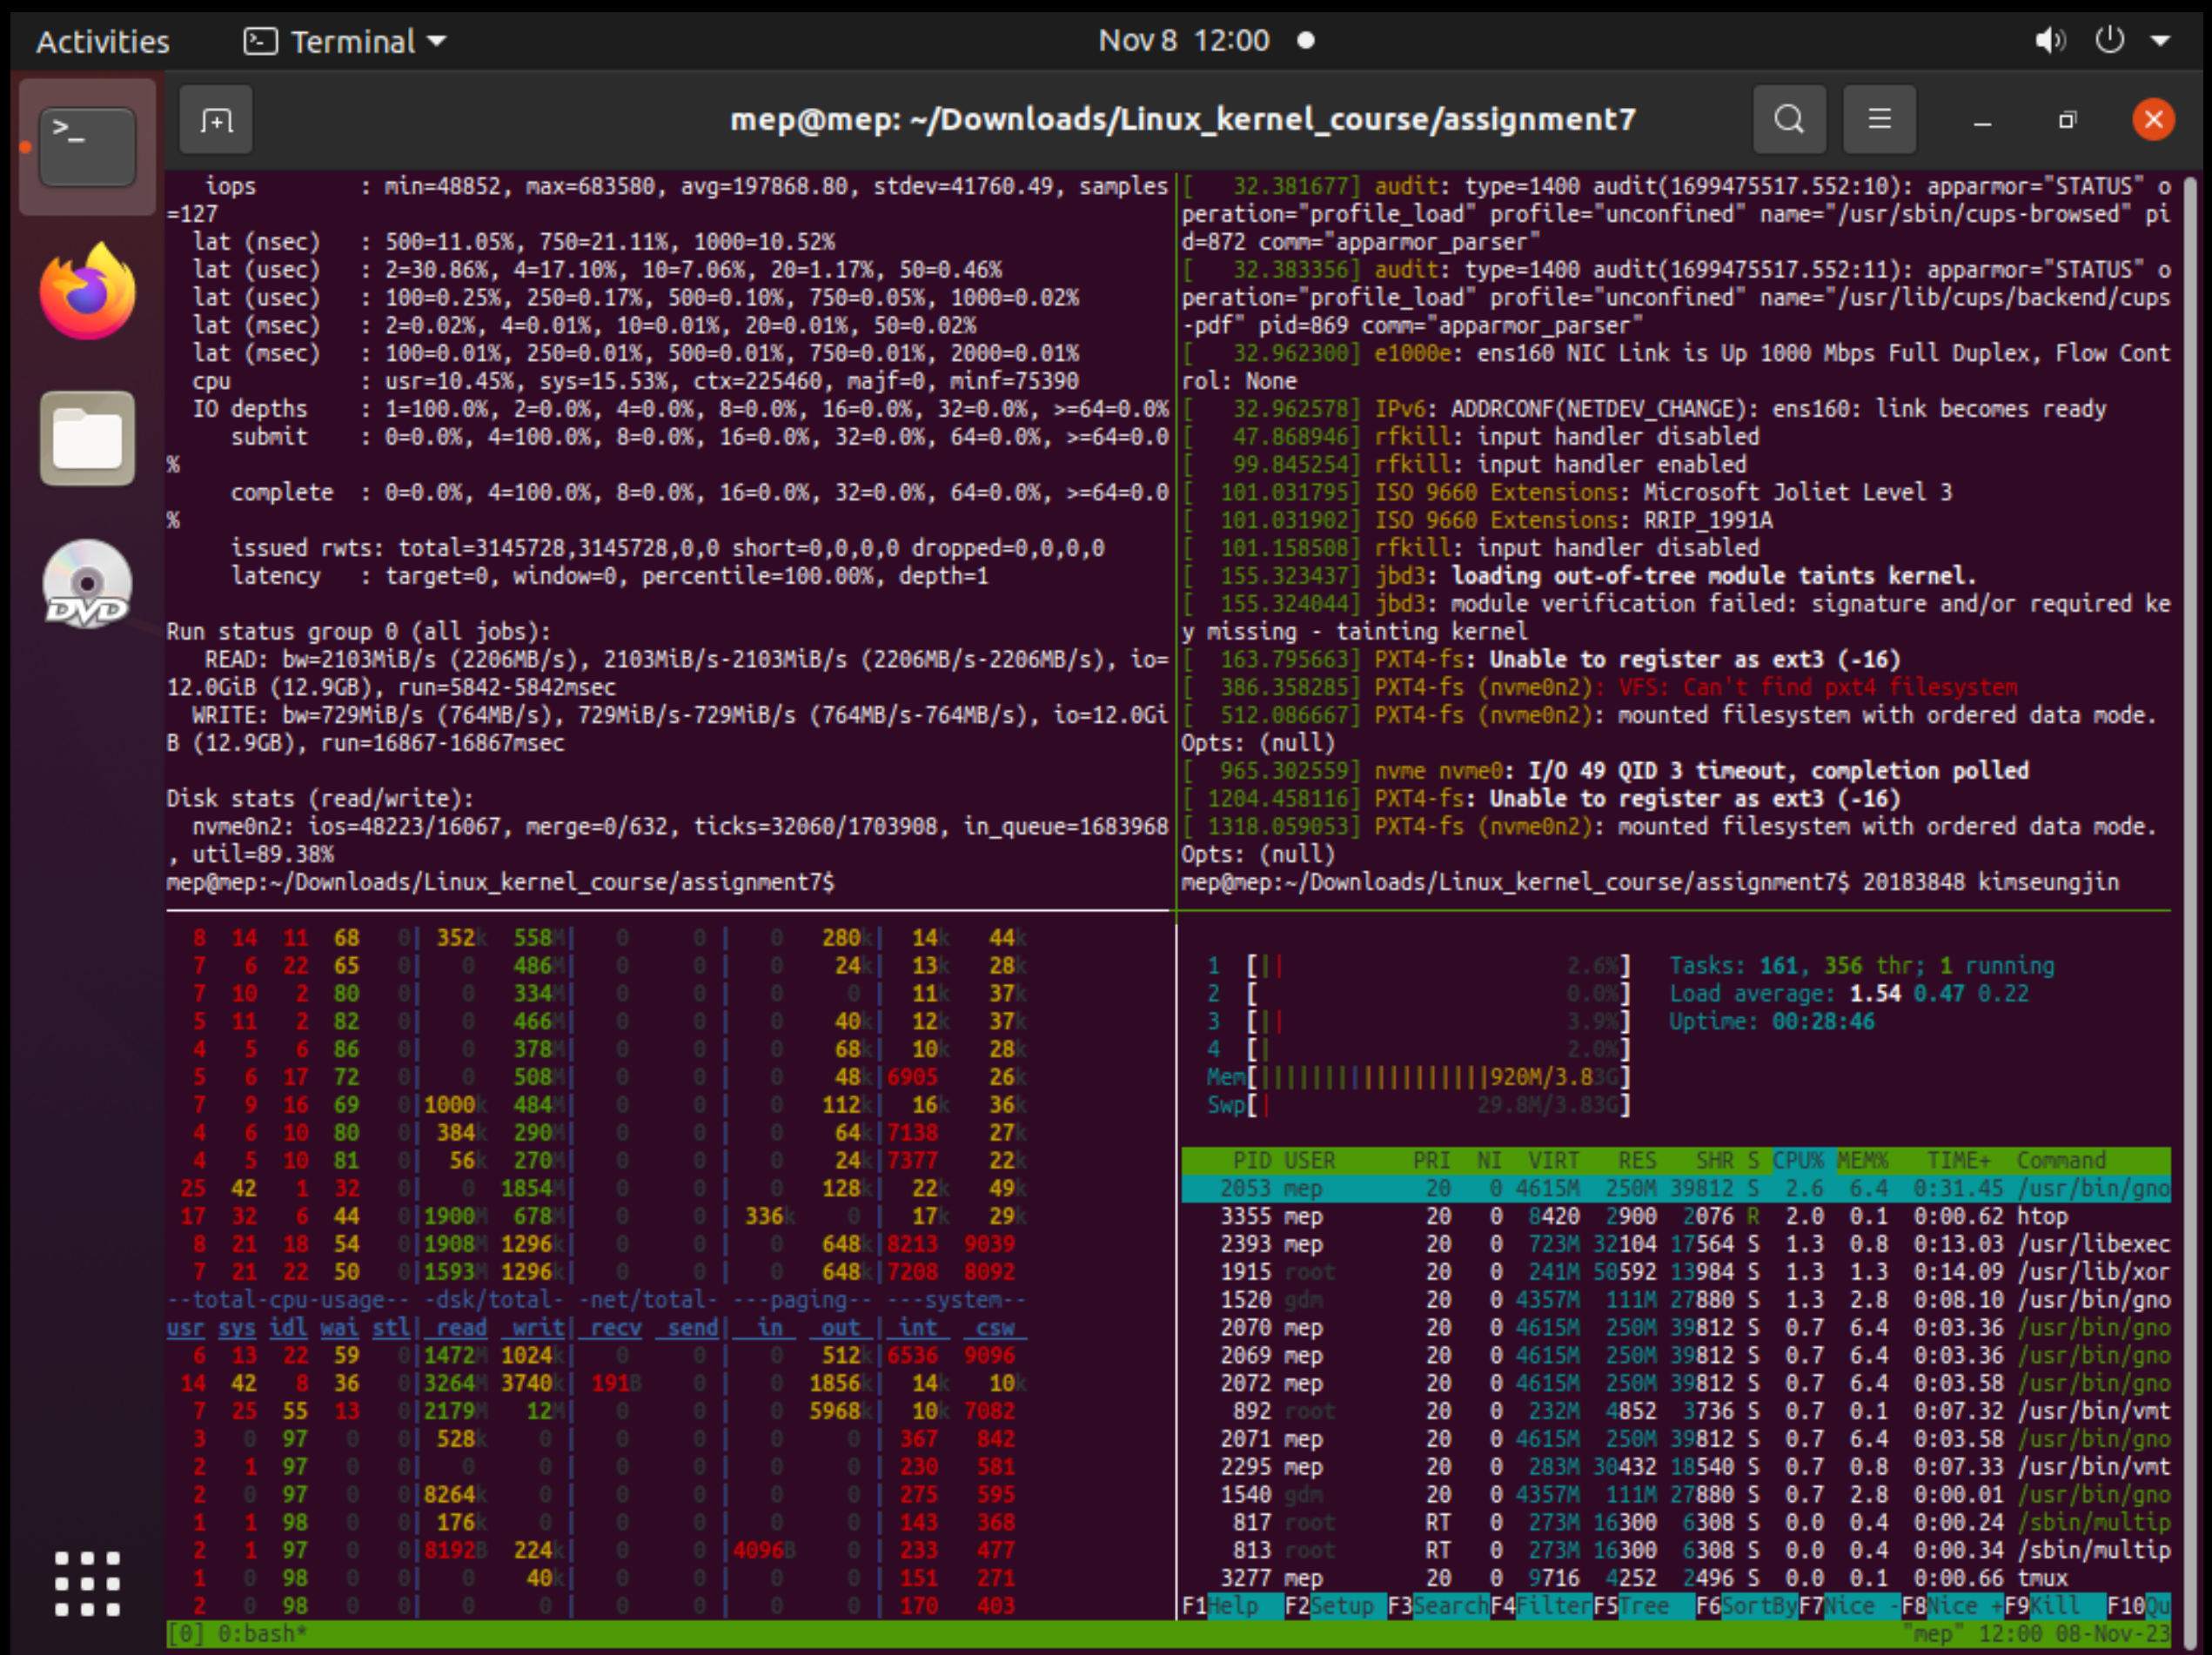 Activities
Terminal
Nov 8 12:00
mep@mep: ~/Downloads/Linux_kernel_course/assignment7
DVD
iops : min=48852, max=683580, avg=197868.80, stdev=41760.49, samples
=127
lat (nsec) : 500=11.05%, 750=21.11%, 1000=10.52%
lat (usec) : 2=30.86%, 4=17.10%, 10=7.06%, 20=1.17%, 50=0.46%
lat (usec) : 100=0.25%, 250=0.17%, 500=0.10%, 750=0.05%, 1000=0.02%
lat (msec) : 2=0.02%, 4=0.01%, 10=0.01%, 20=0.01%, 50=0.02%
lat (msec) : 100=0.01%, 250=0.01%, 500=0.01%, 750=0.01%, 2000=0.01%
cpu : usr=10.45%, sys=15.53%, ctx=225460, majf=0, minf=75390
IO depths : 1=100.0%, 2=0.0%, 4=0.0%, 8=0.0%, 16=0.0%, 32=0.0%, >=64=0.0%
submit : 0=0.0%, 4=100.0%, 8=0.0%, 16=0.0%, 32=0.0%, 64=0.0%, >=64=0.0
%
complete : 0=0.0%, 4=100.0%, 8=0.0%, 16=0.0%, 32=0.0%, 64=0.0%, >=64=0.0
%
issued rwts: total=3145728,3145728,0,0 short=0,0,0,0 dropped=0,0,0,0
latency : target=0, window=0, percentile=100.00%, depth=1
Run status group 0 (all jobs):
READ: bw=2103MiB/s (2206MB/s), 2103MiB/s-2103MiB/s (2206MB/s-2206MB/s), io=
12.0GiB (12.9GB), run=5842-5842msec
WRITE: bw=729MiB/s (764MB/s), 729MiB/s-729MiB/s (764MB/s-764MB/s), io=12.0Gi
B (12.9GB), run=16867-16867msec
Disk stats (read/write):
nvme0n2: ios=48223/16067, merge=0/632, ticks=32060/1703908, in_queue=1683968
, util=89.38%
mep@mep:~/Downloads/Linux_kernel_course/assignment7$
[ 32.381677] audit: type=1400 audit(1699475517.552:10): apparmor="STATUS" o
peration="profile_load" profile="unconfined" name="/usr/sbin/cups-browsed" pi
d=872 comm="apparmor_parser"
[ 32.383356] audit: type=1400 audit(1699475517.552:11): apparmor="STATUS" o
peration="profile_load" profile="unconfined" name="/usr/lib/cups/backend/cups
-pdf" pid=869 comm="apparmor_parser"
[ 32.962300] e1000e: ens160 NIC Link is Up 1000 Mbps Full Duplex, Flow Cont
rol: None
[ 32.962578] IPv6: ADDRCONF(NETDEV_CHANGE): ens160: link becomes ready
[ 47.868946] rfkill: input handler disabled
[ 99.845254] rfkill: input handler enabled
[ 101.031795] ISO 9660 Extensions: Microsoft Joliet Level 3
[ 101.031902] ISO 9660 Extensions: RRIP_1991A
[ 101.158508] rfkill: input handler disabled
[ 155.323437] jbd3: loading out-of-tree module taints kernel.
[ 155.324044] jbd3: module verification failed: signature and/or required ke
y missing - tainting kernel
[ 163.795663] PXT4-fs: Unable to register as ext3 (-16)
[ 386.358285] PXT4-fs (nvme0n2): VFS: Can't find pxt4 filesystem
[ 512.086667] PXT4-fs (nvme0n2): mounted filesystem with ordered data mode.
Opts: (null)
[ 965.302559] nvme nvme0: I/O 49 QID 3 timeout, completion polled
[ 1204.458116] PXT4-fs: Unable to register as ext3 (-16)
[ 1318.059053] PXT4-fs (nvme0n2): mounted filesystem with ordered data mode.
Opts: (null)
mep@mep:~/Downloads/Linux_kernel_course/assignment7$ 20183848 kimseungjin
8 14 11 68 0| 352k 558M| 0 0 | 0 280k| 14k 44k
7 6 22 65 0| 0 486M| 0 0 | 0 24k| 13k 28k
7 10 2 80 0| 0 334M| 0 0 | 0 0 | 11k 37k
5 11 2 82 0| 0 466M| 0 0 | 0 40k| 12k 37k
4 5 6 86 0| 0 378M| 0 0 | 0 68k| 10k 28k
5 6 17 72 0| 0 508M| 0 0 | 0 48k|6905 26k
7 9 16 69 0|1000k 484M| 0 0 | 0 112k| 16k 36k
4 6 10 80 0| 384k 290M| 0 0 | 0 64k|7138 27k
4 5 10 81 0| 56k 270M| 0 0 | 0 24k|7377 22k
25 42 1 32 0| 0 1854M| 0 0 | 0 128k| 22k 49k
17 32 6 44 0|1900M 678M| 0 0 | 336k 0 | 17k 29k
8 21 18 54 0|1908M 1296k| 0 0 | 0 648k|8213 9039
7 21 22 50 0|1593M 1296k| 0 0 | 0 648k|7208 8092
--total-cpu-usage-- -dsk/total- -net/total- ---paging-- ---system--
usr sys idl wai stl| read writ| recv send| in out | int csw
6 13 22 59 0|1472M 1024k| 0 0 | 0 512k|6536 9096
14 42 8 36 0|3264M 3740k| 191B 0 | 0 1856k| 14k 10k
7 25 55 13 0|2179M 12M| 0 0 | 0 5968k| 10k 7082
3 0 97 0 0| 528k 0 | 0 0 | 0 0 | 367 842
2 1 97 0 0| 0 0 | 0 0 | 0 0 | 230 581
2 0 97 0 0|8264k 0 | 0 0 | 0 0 | 275 595
1 1 98 0 0| 176k 0 | 0 0 | 0 0 | 143 368
2 1 97 0 0|8192B 224k| 0 0 |4096B 0 | 233 477
1 0 98 0 0| 0 40k| 0 0 | 0 0 | 151 271
2 0 98 0 0| 0 0 | 0 0 | 0 0 | 170 403
1 [|| 2.6%] Tasks: 161, 356 thr; 1 running
2 [ 0.0%] Load average: 1.54 0.47 0.22
3 [|| 3.9%] Uptime: 00:28:46
4 [| 2.0%]
Mem[||||||||||||||||||920M/3.83G]
Swp[| 29.8M/3.83G]
PID USER PRI NI VIRT RES SHR S CPU% MEM% TIME+ Command
2053 mep 20 0 4615M 250M 39812 S 2.6 6.4 0:31.45 /usr/bin/gno
3355 mep 20 0 8420 2900 2076 R 2.0 0.1 0:00.62 htop
2393 mep 20 0 723M 32104 17564 S 1.3 0.8 0:13.03 /usr/libexec
1915 root 20 0 241M 50592 13984 S 1.3 1.3 0:14.09 /usr/lib/xor
1520 gdm 20 0 4357M 111M 27880 S 1.3 2.8 0:08.10 /usr/bin/gno
2070 mep 20 0 4615M 250M 39812 S 0.7 6.4 0:03.36 /usr/bin/gno
2069 mep 20 0 4615M 250M 39812 S 0.7 6.4 0:03.36 /usr/bin/gno
2072 mep 20 0 4615M 250M 39812 S 0.7 6.4 0:03.58 /usr/bin/gno
892 root 20 0 232M 4852 3736 S 0.7 0.1 0:07.32 /usr/bin/vmt
2071 mep 20 0 4615M 250M 39812 S 0.7 6.4 0:03.58 /usr/bin/gno
2295 mep 20 0 283M 30432 18540 S 0.7 0.8 0:07.33 /usr/bin/vmt
1540 gdm 20 0 4357M 111M 27880 S 0.7 2.8 0:00.01 /usr/bin/gno
817 root RT 0 273M 16300 6308 S 0.0 0.4 0:00.24 /sbin/multip
813 root RT 0 273M 16300 6308 S 0.0 0.4 0:00.34 /sbin/multip
3277 mep 20 0 9716 4252 2496 S 0.0 0.1 0:00.66 tmux
F1Help F2Setup F3SearchF4FilterF5Tree F6SortByF7Nice -F8Nice +F9Kill F10Qu
[0] 0:bash* "mep" 12:00 08-Nov-23